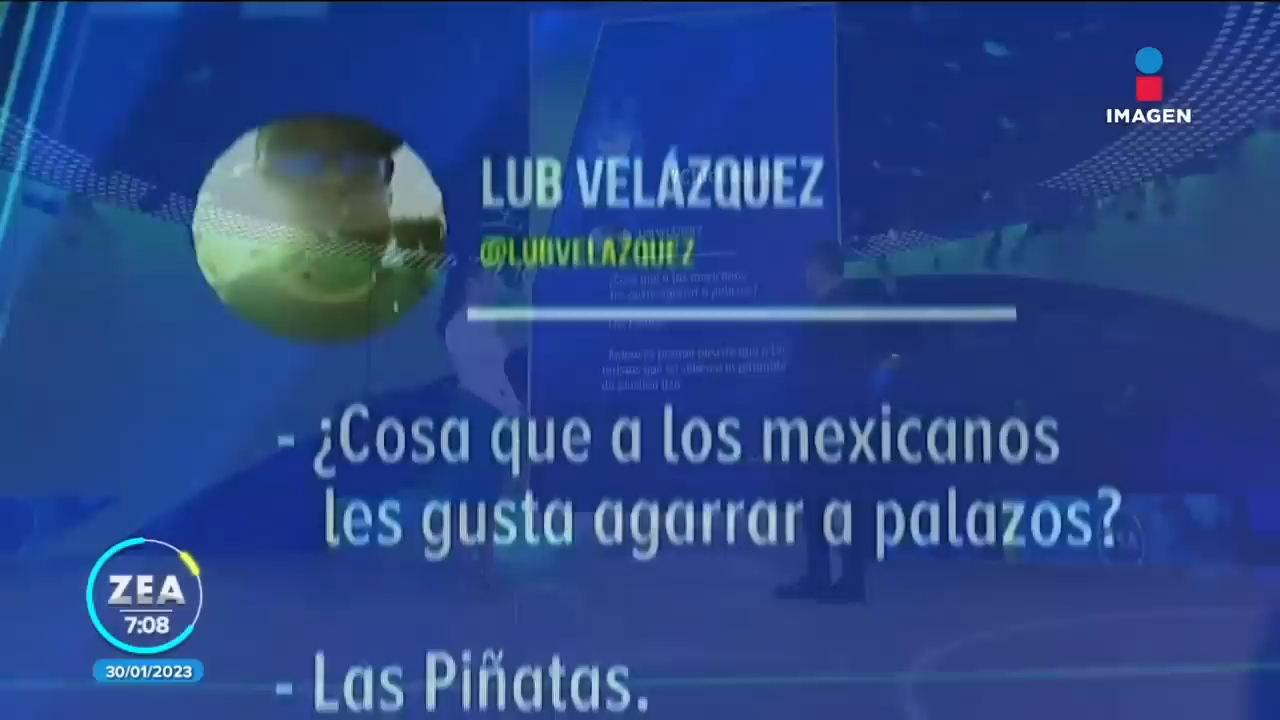 IMAGEN
LUB VELÁZQUEZ
@LUBVELAZQUEZ
- ¿Cosa que a los mexicanos
les gusta agarrar a palazos?
ZEA
7:08
30/01/2023
- Las Piñatas.